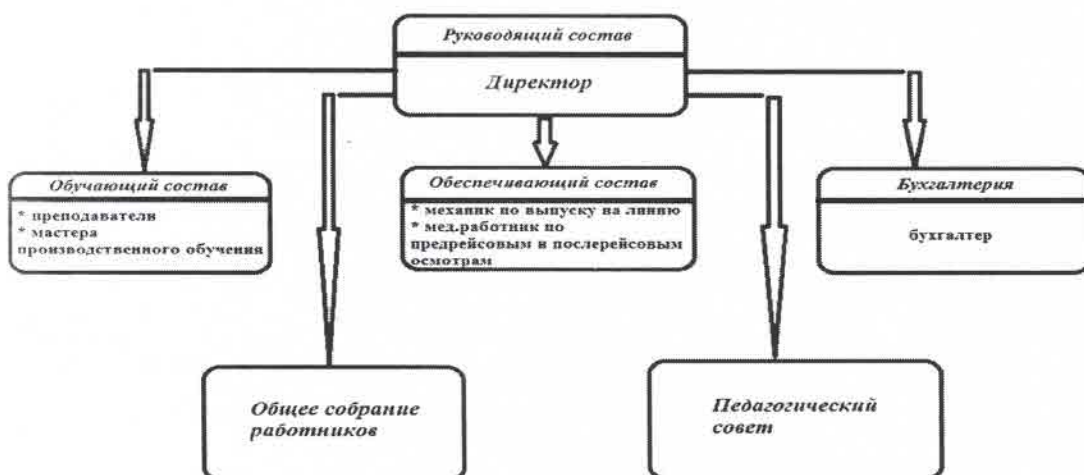 Руководящий состав
Директор
Обучающий состав
* преподаватели
* мастера
производственного обучения
Обеспечивающий состав
* механик по выпуску на линию
* мед.работник по
предрейсовым и послерейсовым
осмотрам
Бухгалтерия
бухгалтер
Общее собрание
работников
Педагогический
совет